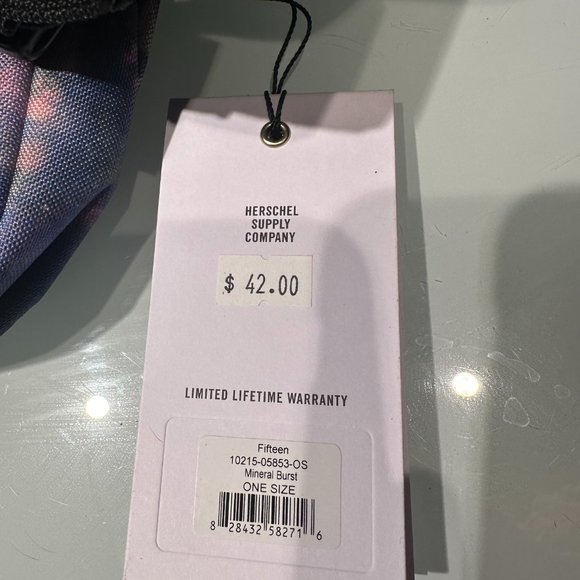 HERSCHEL
SUPPLY
COMPANY
$ 42.00
LIMITED LIFETIME WARRANTY
Fifteen
10215-05853-OS
Mineral Burst
ONE SIZE
8 28432 58271 6